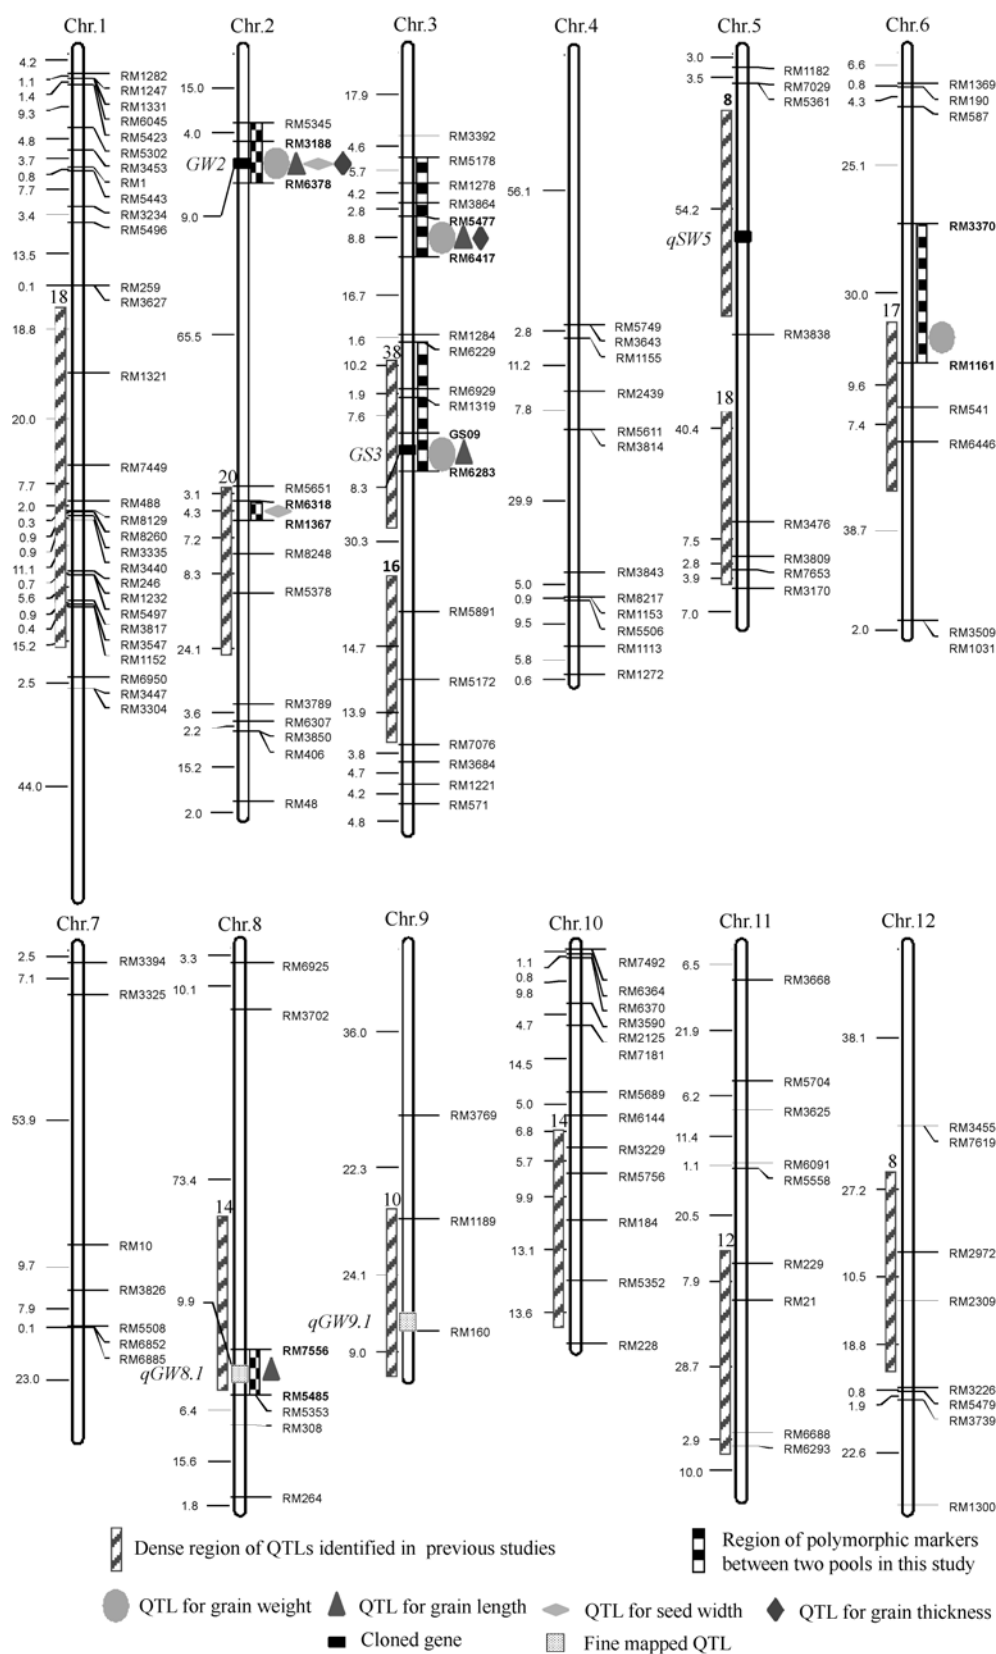 Chr.1
4.2
1.1
1.4
9.3
4.8
3.7
0.8
7.7
3.4
13.5
0.1
18
18.8
20.0
7.7
2.0
0.3
0.9
0.9
11.1
0.7
5.6
0.9
0.4
15.2
2.5
44.0
RM1282
RM1247
RM1331
RM6045
RM5423
RM5302
RM3453
RM1
RM5443
RM3234
RM5496
RM259
RM3627
RM1321
RM7449
RM488
RM8129
RM8260
RM3335
RM3440
RM246
RM1232
RM5497
RM3817
RM3547
RM1152
RM6950
RM3447
RM3304
Chr.2
15.0
4.0
GW2
9.0
65.5
20
3.1
4.3
7.2
8.3
24.1
3.6
2.2
15.2
2.0
RM5345
RM3188
RM6378
RM5651
RM6318
RM1367
RM8248
RM5378
RM3789
RM6307
RM3850
RM406
RM48
Chr.3
17.9
4.6
5.7
4.2
2.8
8.8
16.7
1.6
38
10.2
1.9
7.6
GS3
8.3
30.3
16
14.7
13.9
3.8
4.7
4.2
4.8
RM3392
RM5178
RM1278
RM3864
RM5477
RM6417
RM1284
RM6229
RM6929
RM1319
GS09
RM6283
RM5891
RM5172
RM7076
RM3684
RM1221
RM571
Chr.4
56.1
2.8
11.2
7.8
29.9
5.0
0.9
9.5
5.8
0.6
RM5749
RM3643
RM1155
RM2439
RM5611
RM3814
RM3843
RM8217
RM1153
RM5506
RM1113
RM1272
Chr.5
3.0
3.5
8
54.2
qSW5
18
40.4
7.5
2.8
3.9
7.0
RM1182
RM7029
RM5361
RM3838
RM3476
RM3809
RM7653
RM3170
Chr.6
6.6
0.8
4.3
25.1
30.0
17
9.6
7.4
38.7
2.0
RM1369
RM190
RM587
RM3370
RM1161
RM541
RM6446
RM3509
RM1031
Chr.7
2.5
7.1
53.9
9.7
7.9
0.1
23.0
RM3394
RM3325
RM10
RM3826
RM5508
RM6852
RM6885
Chr.8
3.3
10.1
73.4
14
9.9
qGW8.1
6.4
15.6
1.8
RM6925
RM3702
RM7556
RM5485
RM5353
RM308
RM264
Chr.9
36.0
22.3
10
24.1
qGW9.1
9.0
RM3769
RM1189
RM160
Chr.10
1.1
0.8
9.8
4.7
14.5
5.0
14
6.8
5.7
9.9
13.1
13.6
RM7492
RM6364
RM6370
RM3590
RM2125
RM7181
RM5689
RM6144
RM3229
RM5756
RM184
RM5352
RM228
Chr.11
6.5
21.9
6.2
11.4
1.1
20.5
12
7.9
28.7
2.9
10.0
RM3668
RM5704
RM3625
RM6091
RM5558
RM229
RM21
RM6688
RM6293
Chr.12
38.1
8
27.2
10.5
18.8
0.8
1.9
22.6
RM3455
RM7619
RM2972
RM2309
RM3226
RM5479
RM3739
RM1300
Dense region of QTLs identified in previous studies
Region of polymorphic markers
between two pools in this study
QTL for grain weight
QTL for grain length
QTL for seed width
QTL for grain thickness
Cloned gene
Fine mapped QTL